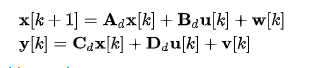 x[k + 1] = A_d x[k] + B_d u[k] + w[k]
y[k] = C_d x[k] + D_d u[k] + v[k]